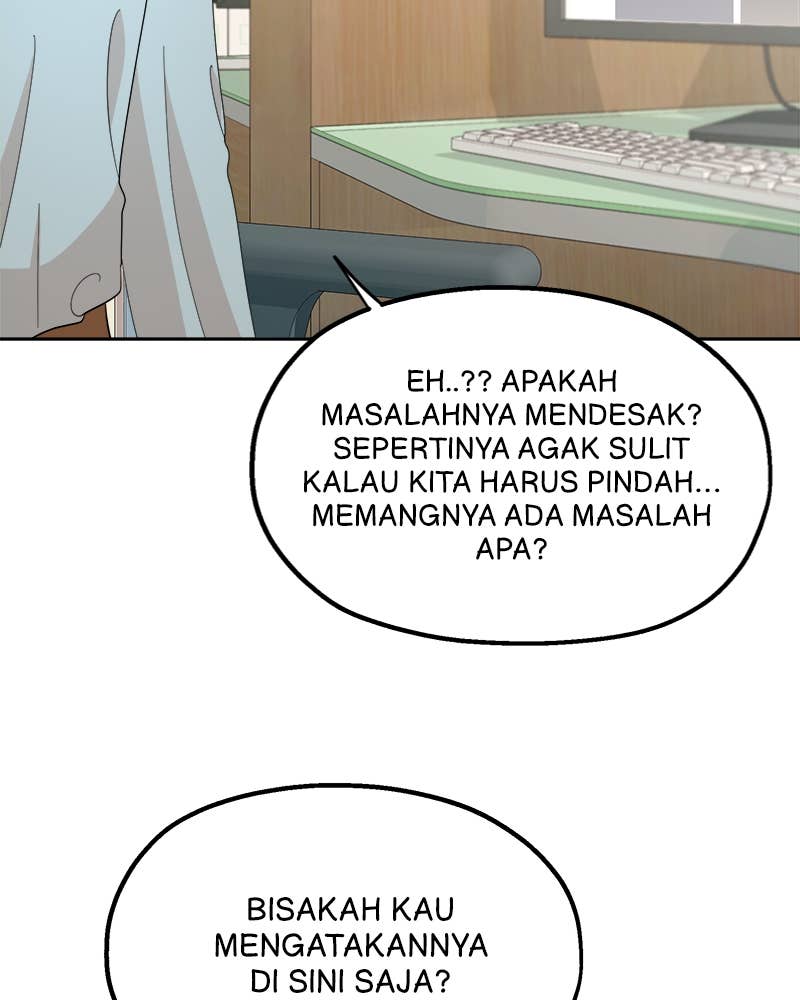 EH..?? APAKAH
MASALAHNYA MENDESAK?
SEPERTINYA AGAK SULIT
KALAU KITA HARUS PINDAH...
MEMANGNYA ADA MASALAH
APA?
BISAKAH KAU
MENGATAKANNYA
DI SINI SAJA?